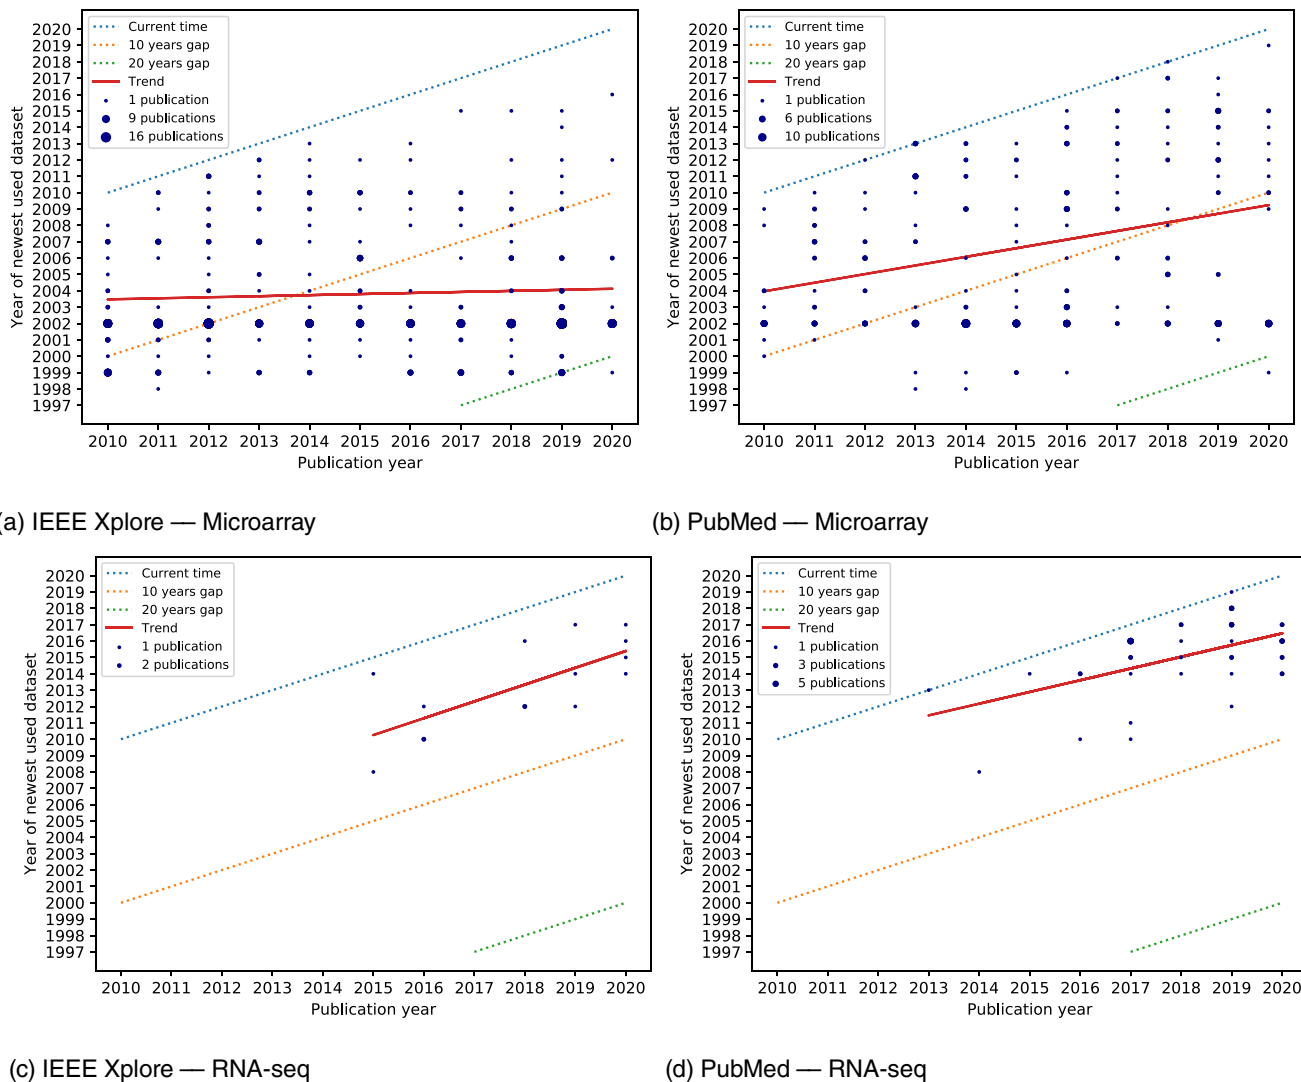 2020
2019
2018
2017
2016
2015
2014
2013
2012
2011
2010
2009
2008
2007
2006
2005
2004
2003
2002
2001
2000
1999
1998
1997
Year of newest used dataset
Current time
10 years gap
20 years gap
Trend
1 publication
9 publications
16 publications
2010 2011 2012 2013 2014 2015 2016 2017 2018 2019 2020
Publication year
(a) IEEE Xplore — Microarray
2020
2019
2018
2017
2016
2015
2014
2013
2012
2011
2010
2009
2008
2007
2006
2005
2004
2003
2002
2001
2000
1999
1998
1997
Year of newest used dataset
Current time
10 years gap
20 years gap
Trend
1 publication
6 publications
10 publications
2010 2011 2012 2013 2014 2015 2016 2017 2018 2019 2020
Publication year
(b) PubMed — Microarray
2020
2019
2018
2017
2016
2015
2014
2013
2012
2011
2010
2009
2008
2007
2006
2005
2004
2003
2002
2001
2000
1999
1998
1997
Year of newest used dataset
Current time
10 years gap
20 years gap
Trend
1 publication
2 publications
2010 2011 2012 2013 2014 2015 2016 2017 2018 2019 2020
Publication year
(c) IEEE Xplore — RNA-seq
2020
2019
2018
2017
2016
2015
2014
2013
2012
2011
2010
2009
2008
2007
2006
2005
2004
2003
2002
2001
2000
1999
1998
1997
Year of newest used dataset
Current time
10 years gap
20 years gap
Trend
1 publication
3 publications
5 publications
2010 2011 2012 2013 2014 2015 2016 2017 2018 2019 2020
Publication year
(d) PubMed — RNA-seq